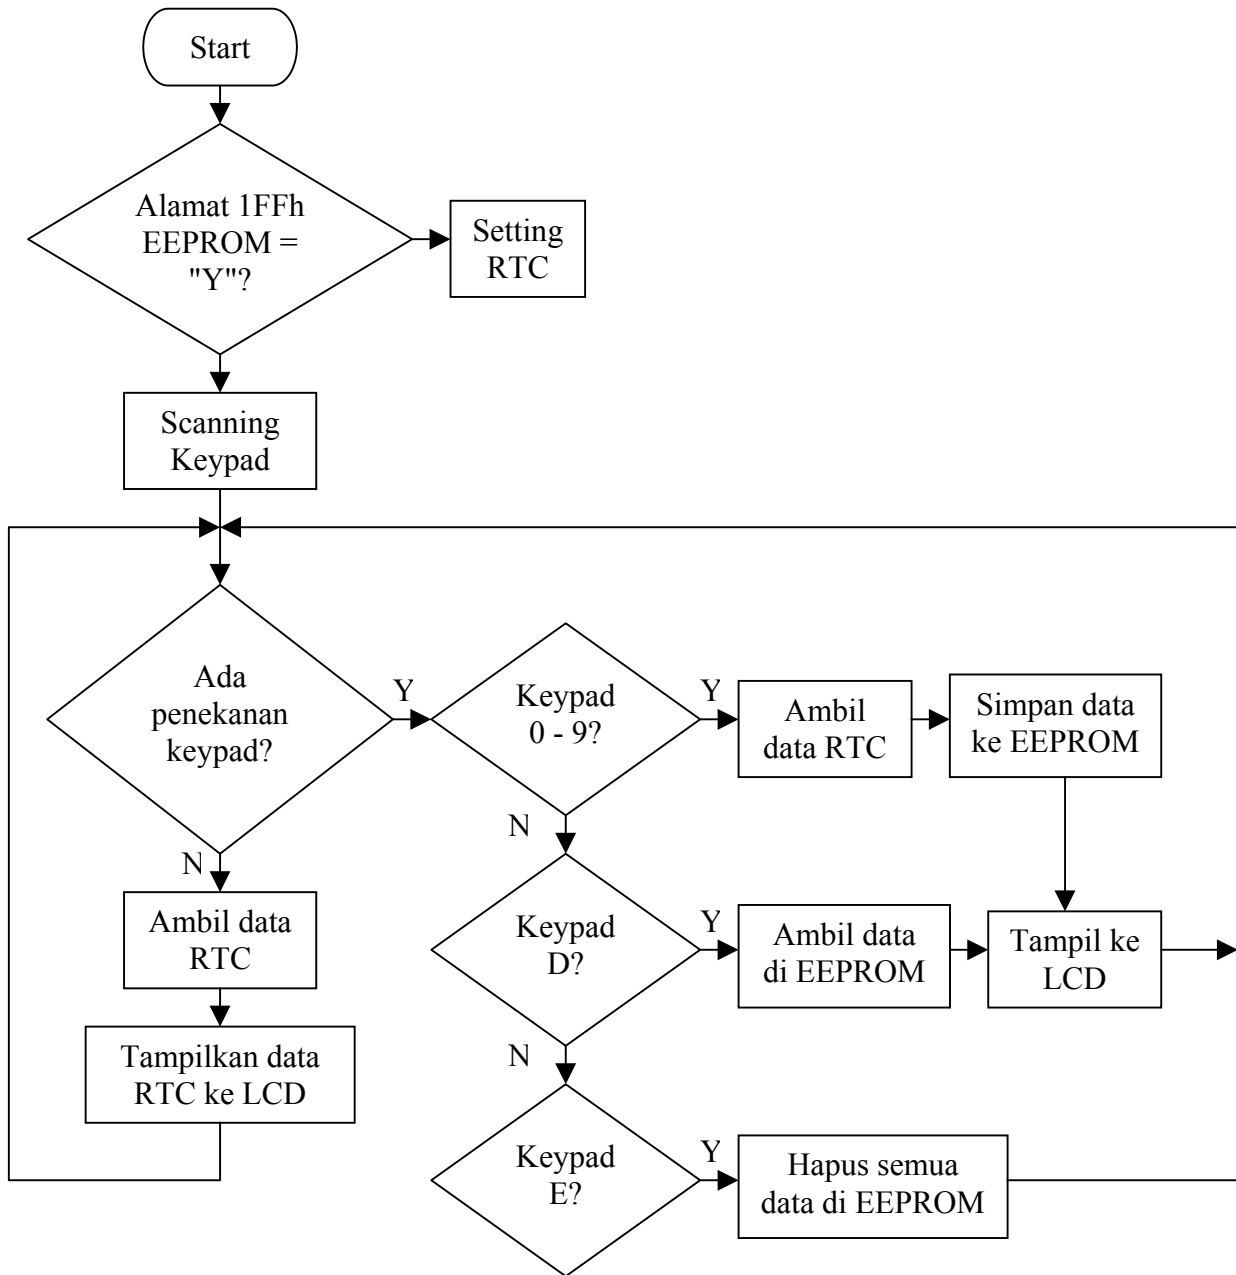 Start
Alamat 1FFh
EEPROM =
"Y"?
Setting
RTC
Scanning
Keypad
Ada
penekanan
keypad?
Y
Keypad
0 - 9?
Y
Ambil
data RTC
Simpan data
ke EEPROM
N
Ambil data
RTC
Tampilkan data
RTC ke LCD
N
Keypad
D?
Y
Ambil data
di EEPROM
Tampil ke
LCD
N
Keypad
E?
Y
Hapus semua
data di EEPROM